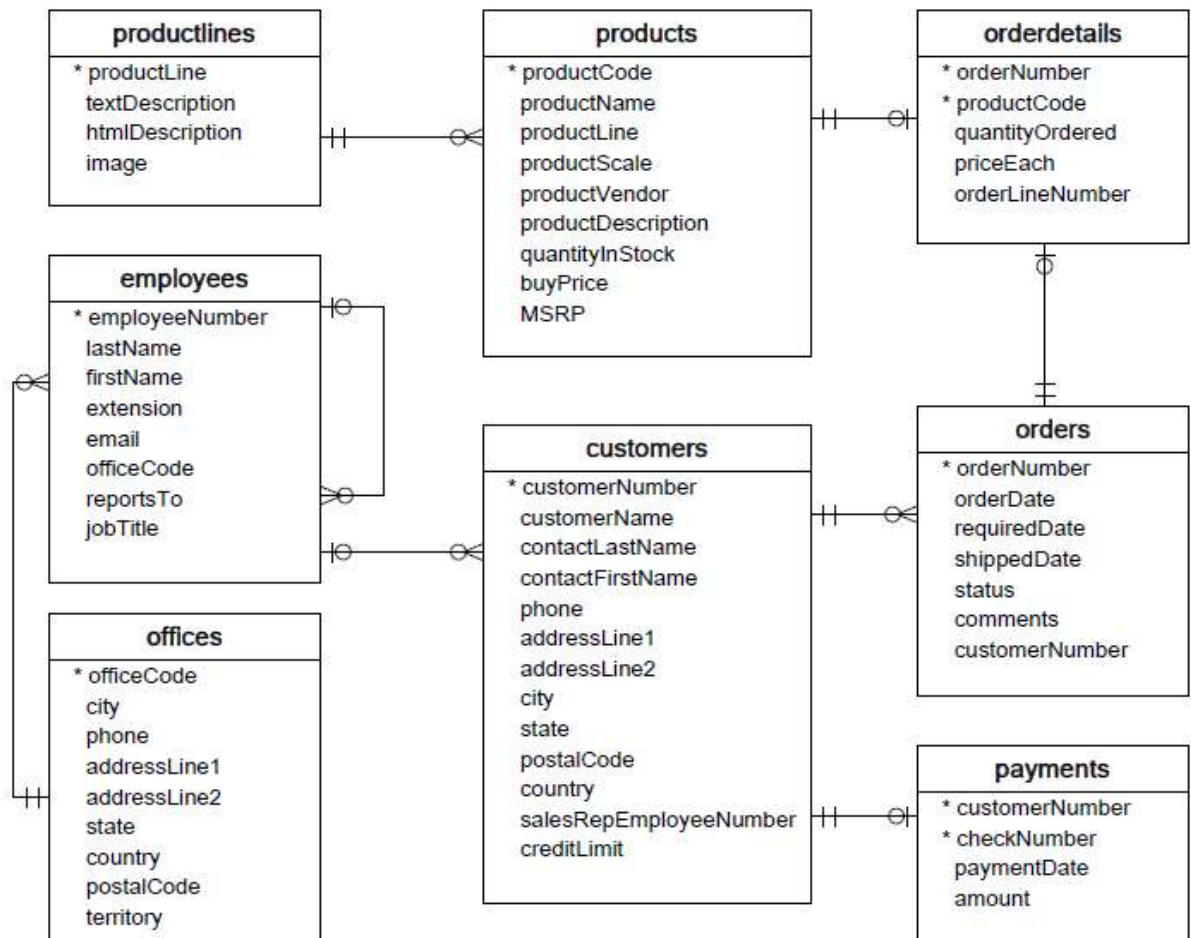 productlines
* productLine
textDescription
htmlDescription
image
products
* productCode
productName
productLine
productScale
productVendor
productDescription
quantityInStock
buyPrice
MSRP
orderdetails
* orderNumber
* productCode
quantityOrdered
priceEach
orderLineNumber
employees
* employeeNumber
lastName
firstName
extension
email
officeCode
reportsTo
jobTitle
customers
* customerNumber
customerName
contactLastName
contactFirstName
phone
addressLine1
addressLine2
city
state
postalCode
country
salesRepEmployeeNumber
creditLimit
orders
* orderNumber
orderDate
requiredDate
shippedDate
status
comments
customerNumber
offices
* officeCode
city
phone
addressLine1
addressLine2
state
country
postalCode
territory
payments
* customerNumber
* checkNumber
paymentDate
amount